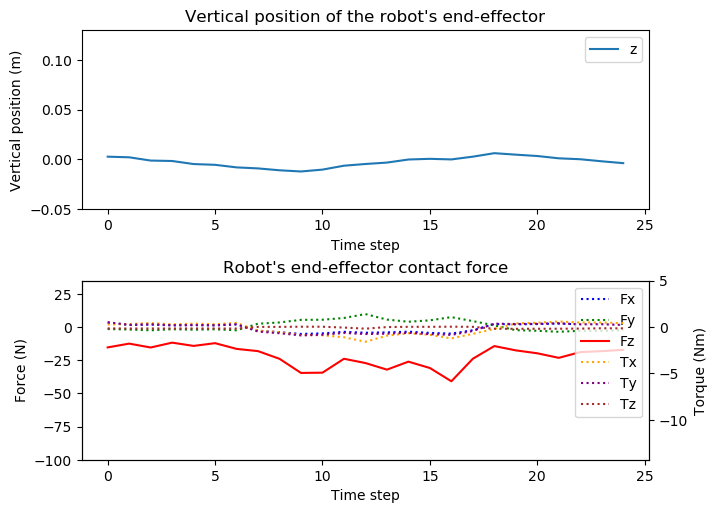 Vertical position of the robot's end-effector
Vertical position (m)
0.10
0.05
0.00
−0.05
z
0 5 10 15 20 25
Time step
Robot's end-effector contact force
Force (N)
25
0
−25
−50
−75
−100
Fx
Fy
Fz
Tx
Ty
Tz
5
0
−5
−10
Torque (Nm)
0 5 10 15 20 25
Time step